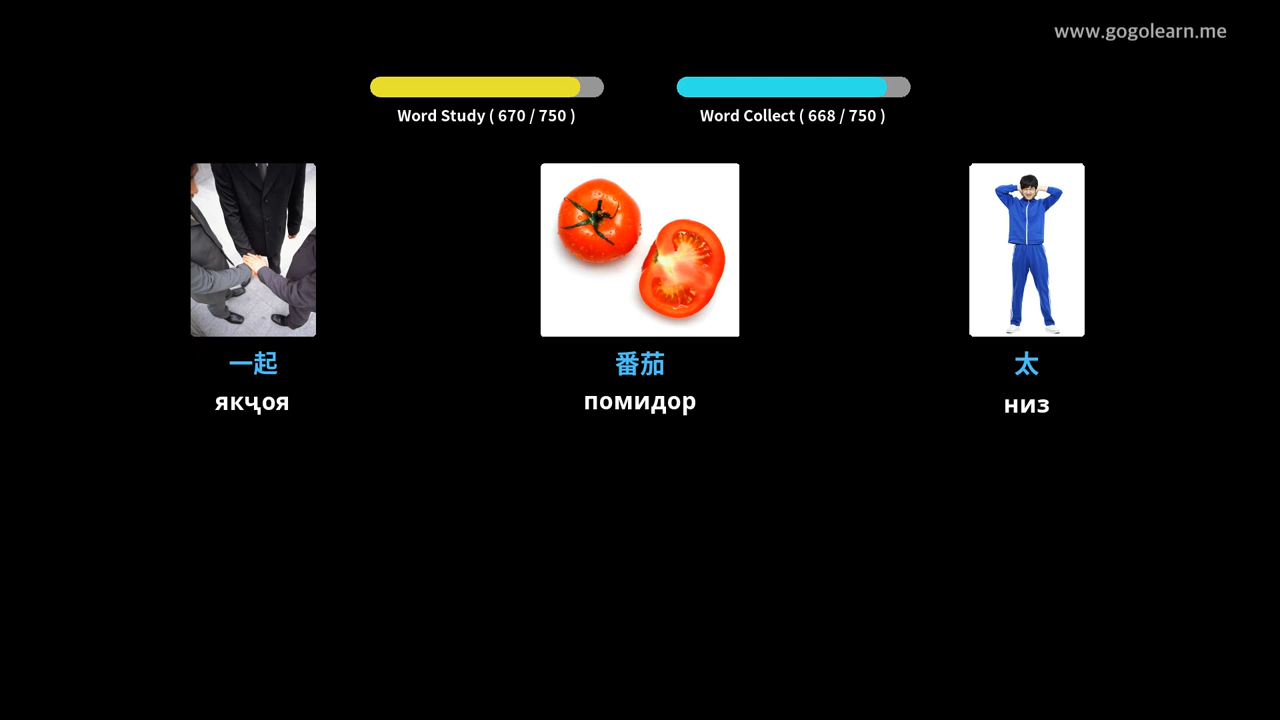 www.gogolearn.me
Word Study ( 670 / 750 )
Word Collect ( 668 / 750 )
一起
якҷоя
番茄
помидор
太
низ